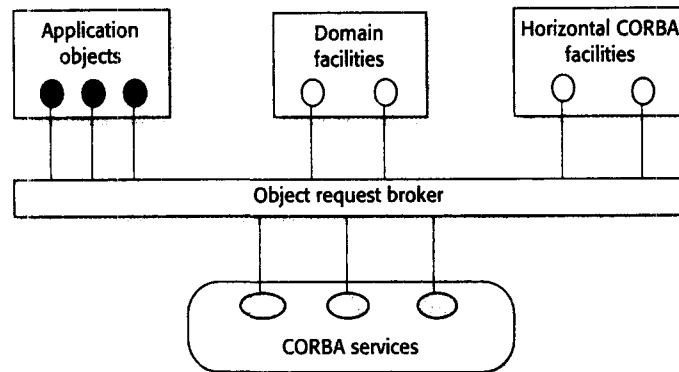 Application
objects
Domain
facilities
Horizontal CORBA
facilities
Object request broker
CORBA services